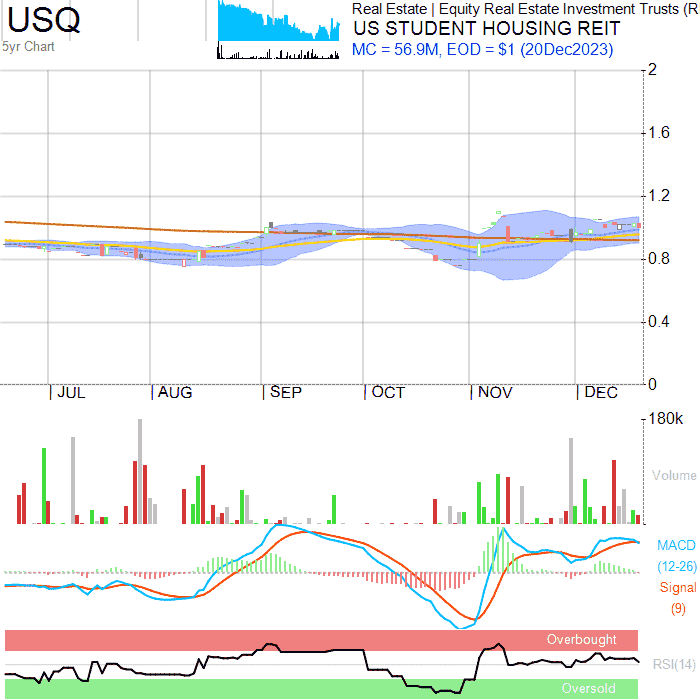 USQ
5yr Chart
Real Estate | Equity Real Estate Investment Trusts (R
US STUDENT HOUSING REIT
MC = 56.9M, EOD = $1 (20Dec2023)
2
1.6
1.2
0.8
0.4
0
JUL AUG SEP OCT NOV DEC
180k
Volume
MACD
(12-26)
Signal
(9)
Overbought
RSI(14)
Oversold